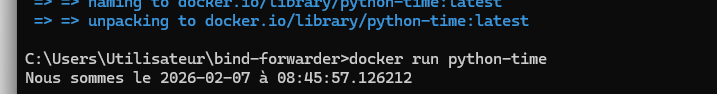 => => naming to docker.io/library/python-time:latest
=> => unpacking to docker.io/library/python-time:latest
C:\Users\Utilisateur\bind-forwarder>docker run python-time
Nous sommes le 2026-02-07 à 08:45:57.126212